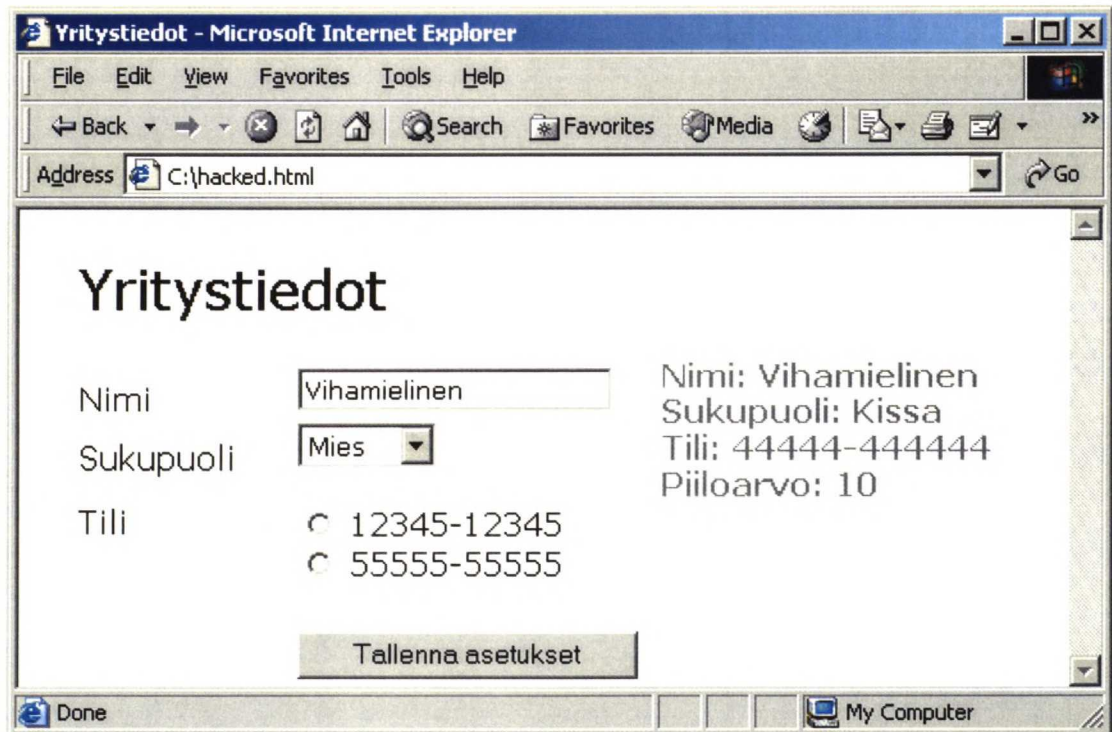 Yritystiedot - Microsoft Internet Explorer
File Edit View Favorites Tools Help
Back Search Favorites Media »
Address C:\hacked.html Go
Yritystiedot
Nimi Vihamielinen
Sukupuoli Mies
Tili 12345-12345
55555-55555
Nimi: Vihamielinen
Sukupuoli: Kissa
Tili: 44444-444444
Piiloarvo: 10
Tallenna asetukset
Done My Computer